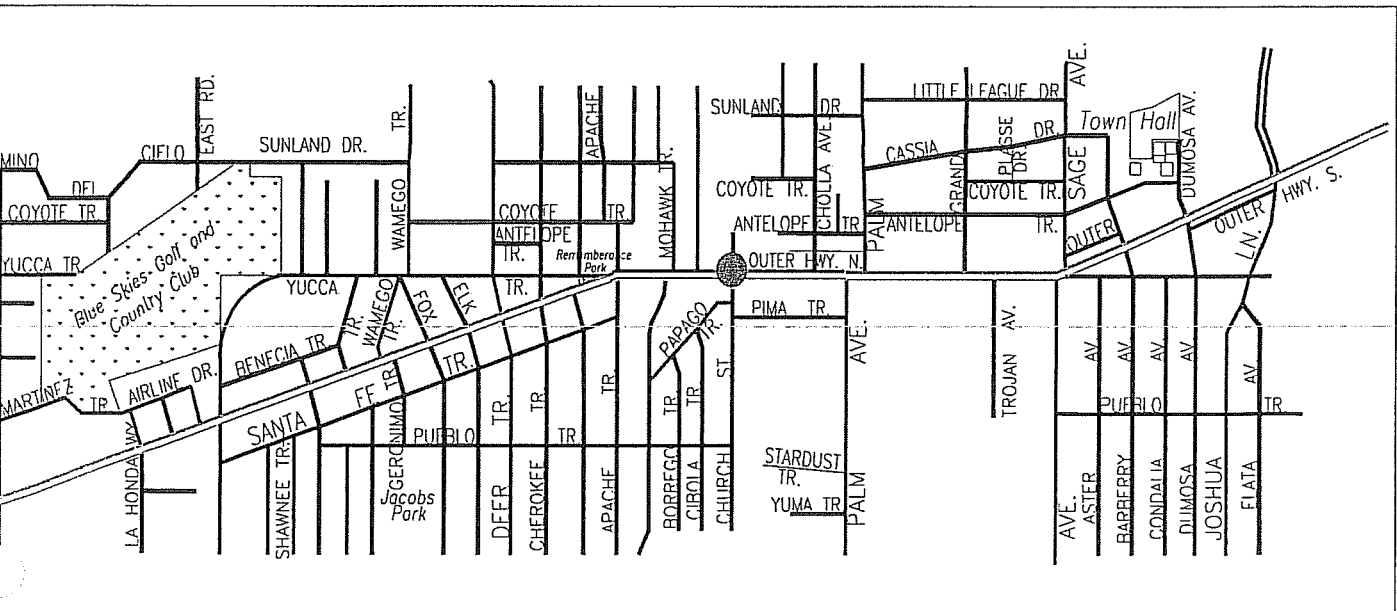 EAST RD.
SUNLAND DR.
CIELO
MINO
DEL
COYOTE TR.
YUCCA TR.
Blue Skies Golf and
Country Club
WAMEGO TR.
APACHE
MOHAWK TR.
COYOTE TR.
ANTELOPE
TR.
Rememberance
Park
YUCCA TR.
WAMEGO
TR.
TR.
FOX
ELK
BENECIA TR.
AIRLINE DR.
MARTINEZ TR
LA HONDA WY
SANTA FF TR.
SHAWNEE TR.
GERONIMO TR.
Jacobs
Park
PUEBLO TR
DEER TR.
CHEROKEE TR.
APACHE TR.
PAPAGO
TR.
BORREGO TR.
CIBOLA TR.
CHURCH ST.
SUNLAND DR
COYOTE TR.
CHOLLA AVE.
ANTELOPE TR
OUTER HWY. N.
PIMA TR.
STARDUST
TR.
YUMA TR
PALM AVE.
PALM
LITTLE LEAGUE DR
CASSIA DR.
GRAND
PLASSE
DR.
COYOTE TR.
ANTELOPE TR.
SAGE AVE.
Town Hall
DUMOSA AV.
OUTER
OUTER HWY. S.
LN.
TROJAN AV.
AVE.
ASTER AV
BARBERRY AV.
CONDALIA AV.
DUMOSA AV.
JOSHUA
ELATA AV
PUEBLO TR.